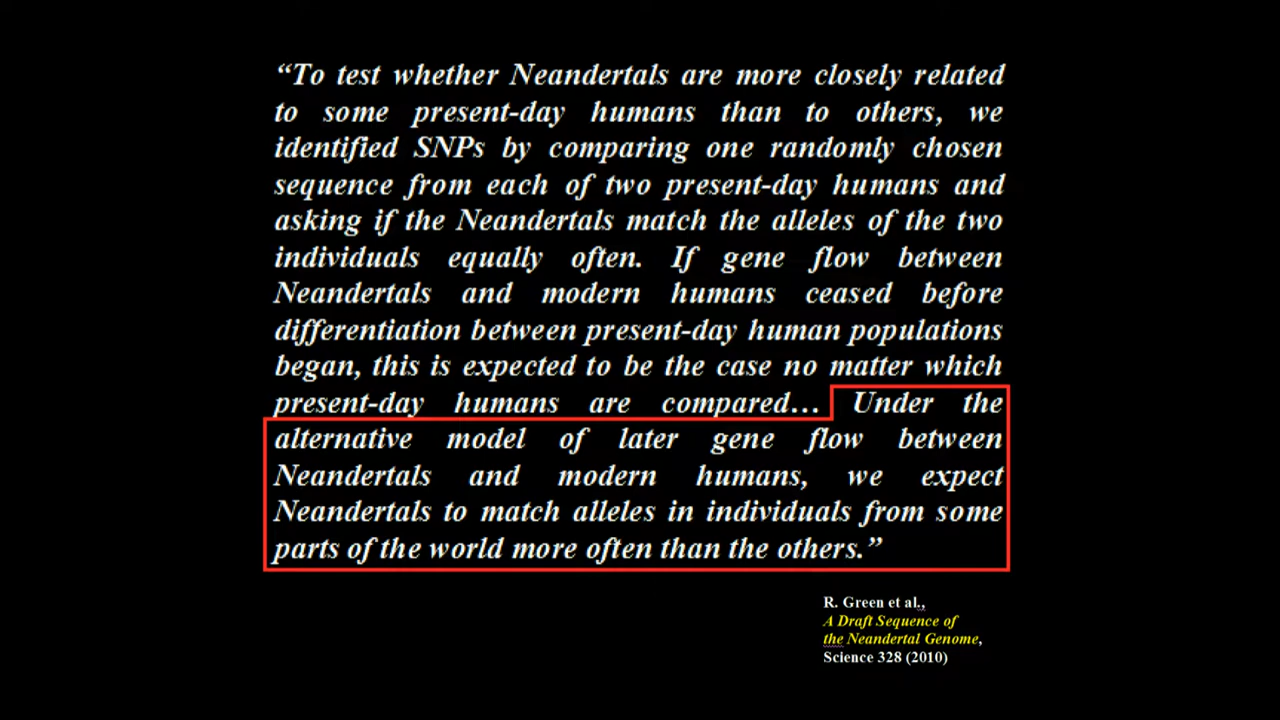 “To test whether Neandertals are more closely related
to some present-day humans than to others, we
identified SNPs by comparing one randomly chosen
sequence from each of two present-day humans and
asking if the Neandertals match the alleles of the two
individuals equally often. If gene flow between
Neandertals and modern humans ceased before
differentiation between present-day human populations
began, this is expected to be the case no matter which
present-day humans are compared… Under the
alternative model of later gene flow between
Neandertals and modern humans, we expect
Neandertals to match alleles in individuals from some
parts of the world more often than the others.”
R. Green et al.,
A Draft Sequence of
the Neandertal Genome,
Science 328 (2010)